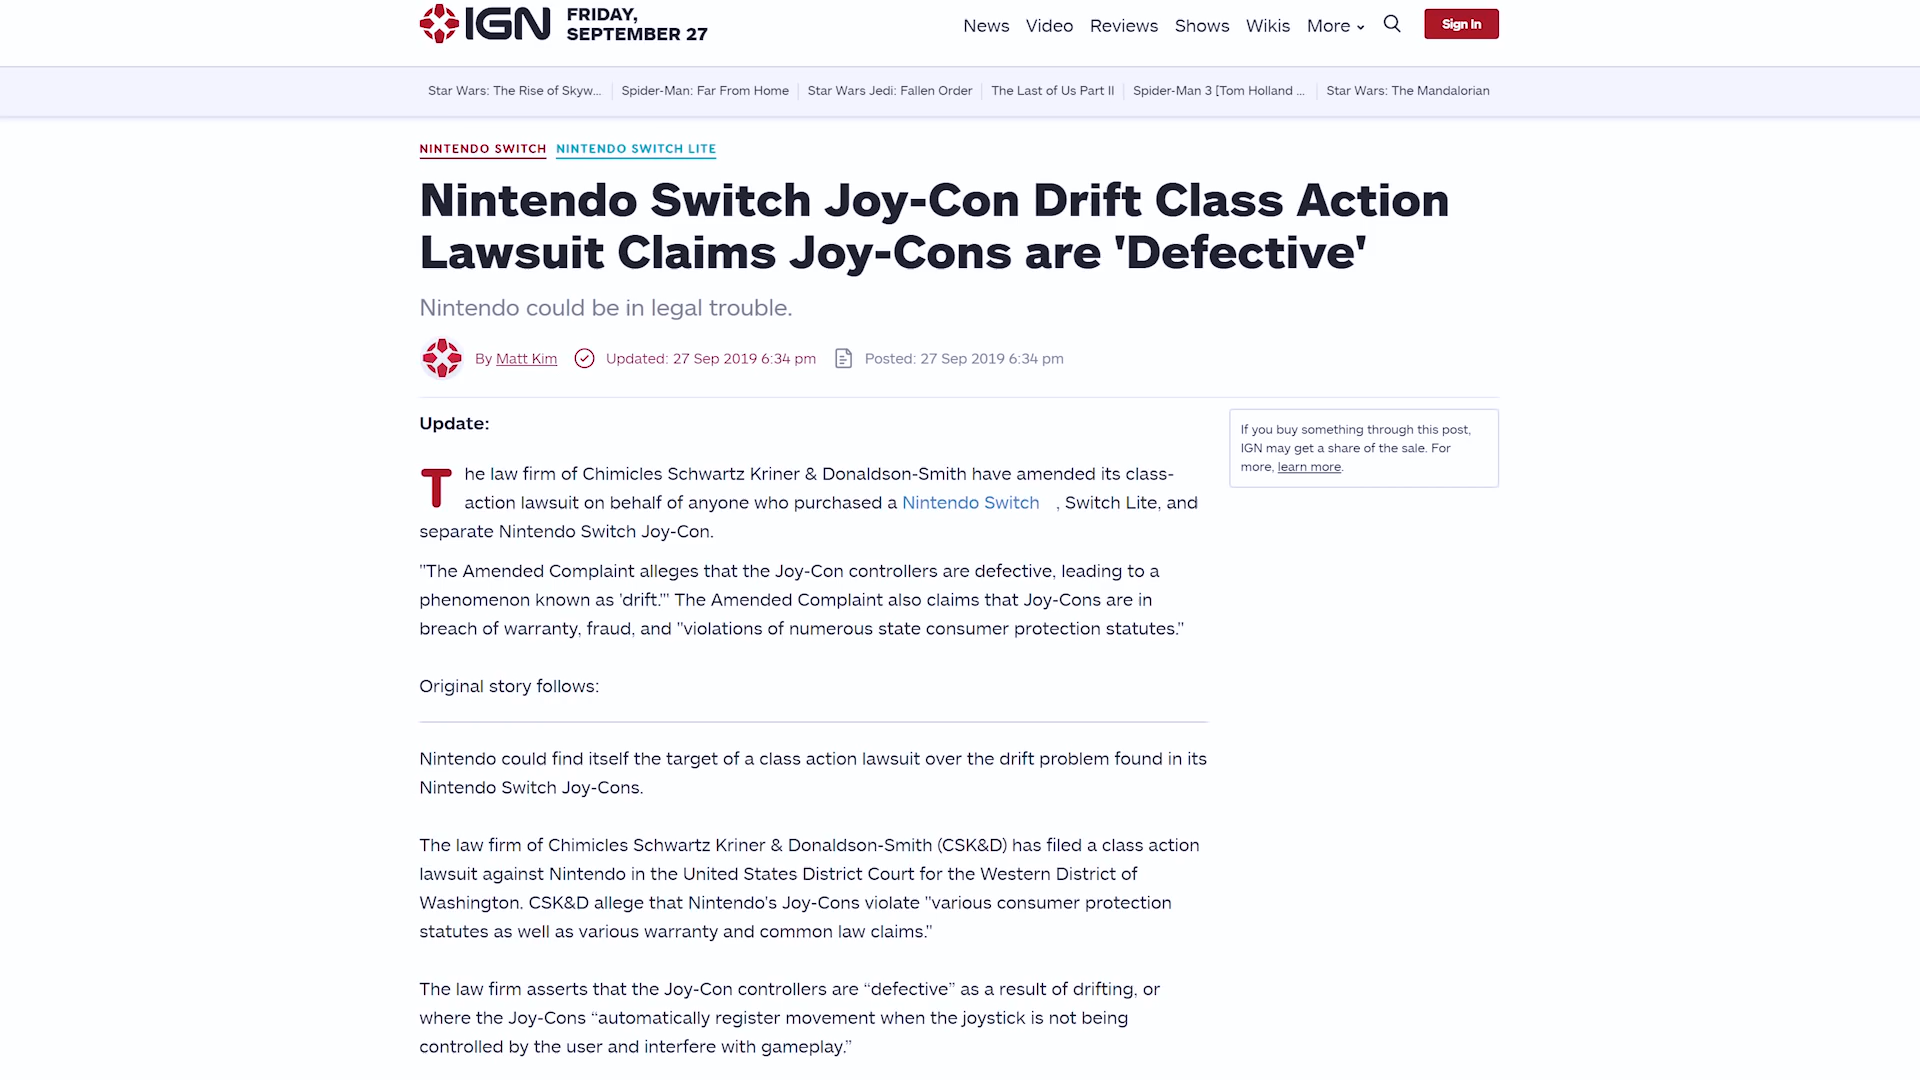 IGN
FRIDAY,
SEPTEMBER 27
News Video Reviews Shows Wikis More Sign In
Star Wars: The Rise of Skyw... Spider-Man: Far From Home Star Wars Jedi: Fallen Order The Last of Us Part II Spider-Man 3 [Tom Holland ... Star Wars: The Mandalorian
NINTENDO SWITCH NINTENDO SWITCH LITE
Nintendo Switch Joy-Con Drift Class Action
Lawsuit Claims Joy-Cons are 'Defective'
Nintendo could be in legal trouble.
By Matt Kim Updated: 27 Sep 2019 6:34 pm Posted: 27 Sep 2019 6:34 pm
Update:
The law firm of Chimicles Schwartz Kriner & Donaldson-Smith have amended its class-
action lawsuit on behalf of anyone who purchased a Nintendo Switch , Switch Lite, and
separate Nintendo Switch Joy-Con.
"The Amended Complaint alleges that the Joy-Con controllers are defective, leading to a
phenomenon known as 'drift.'" The Amended Complaint also claims that Joy-Cons are in
breach of warranty, fraud, and "violations of numerous state consumer protection statutes."
Original story follows:
Nintendo could find itself the target of a class action lawsuit over the drift problem found in its
Nintendo Switch Joy-Cons.
The law firm of Chimicles Schwartz Kriner & Donaldson-Smith (CSK&D) has filed a class action
lawsuit against Nintendo in the United States District Court for the Western District of
Washington. CSK&D allege that Nintendo's Joy-Cons violate "various consumer protection
statutes as well as various warranty and common law claims."
The law firm asserts that the Joy-Con controllers are “defective” as a result of drifting, or
where the Joy-Cons “automatically register movement when the joystick is not being
controlled by the user and interfere with gameplay.”
If you buy something through this post,
IGN may get a share of the sale. For
more, learn more.